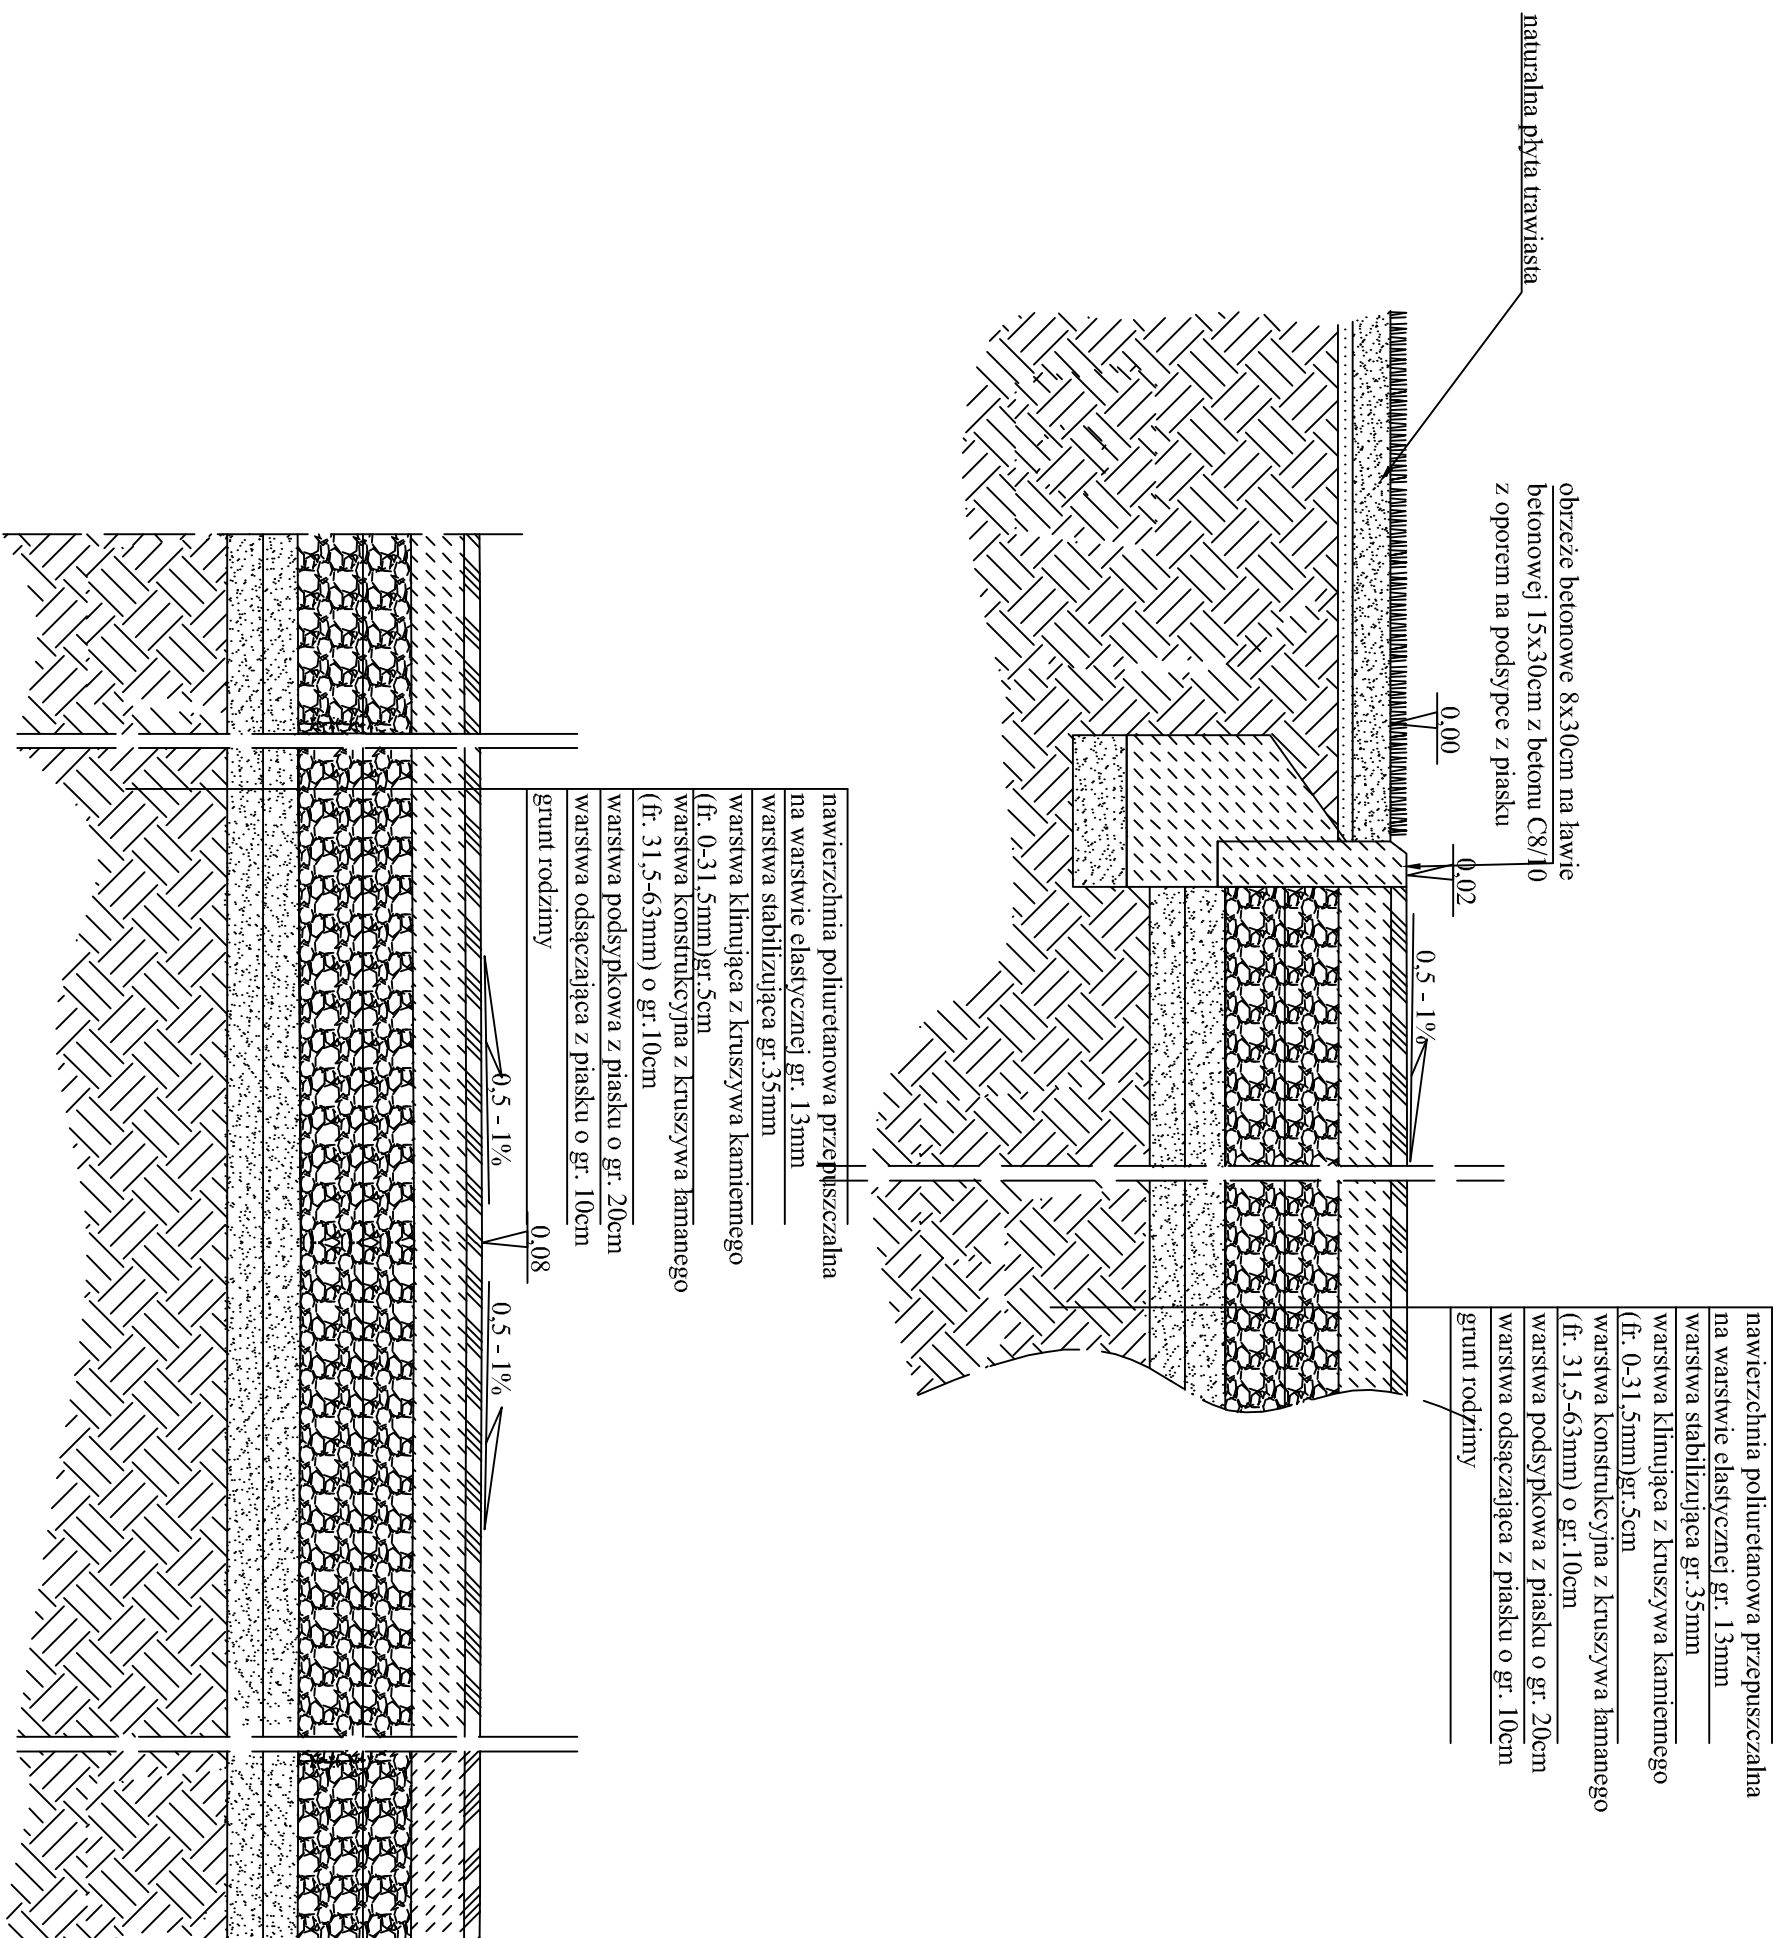 naturalna płyta trawiasta
obrzeże betonowe 8x30cm na ławie
betonowej 15x30cm z betonu C8/10
z oporem na podsypce z piasku
0,00
0,02
0,5 - 1%
nawierzchnia poliuretanowa przepuszczalna
na warstwie elastycznej gr. 13mm
warstwa stabilizująca gr.35mm
warstwa klinująca z kruszywa kamiennego
(fr. 0-31,5mm)gr.5cm
warstwa konstrukcyjna z kruszywa łamanego
(fr. 31,5-63mm) o gr.10cm
warstwa podsypkowa z piasku o gr. 20cm
warstwa odsączająca z piasku o gr. 10cm
grunt rodzimy
nawierzchnia poliuretanowa przepuszczalna
na warstwie elastycznej gr. 13mm
warstwa stabilizująca gr.35mm
warstwa klinująca z kruszywa kamiennego
(fr. 0-31,5mm)gr.5cm
warstwa konstrukcyjna z kruszywa łamanego
(fr. 31,5-63mm) o gr.10cm
warstwa podsypkowa z piasku o gr. 20cm
warstwa odsączająca z piasku o gr. 10cm
grunt rodzimy
0,5 - 1%
0,08
0,5 - 1%